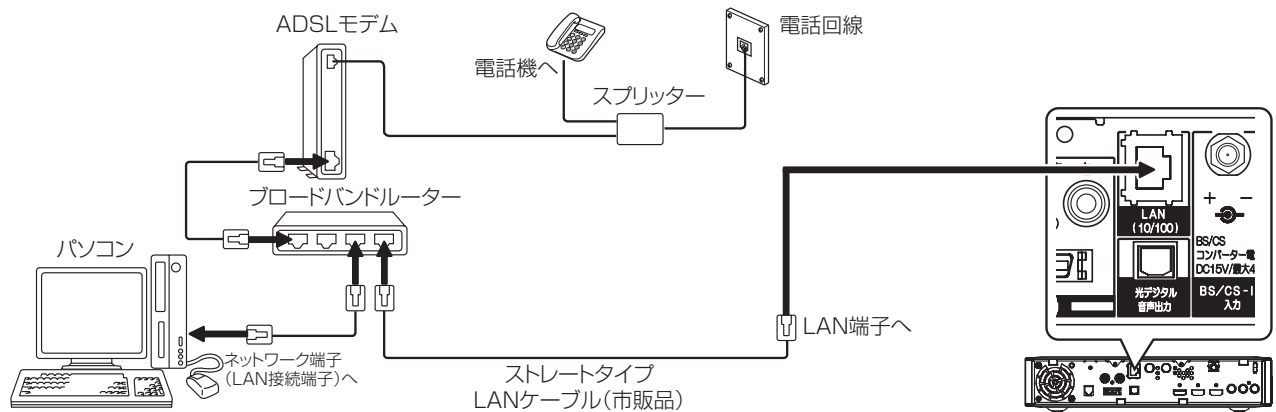 ADSLモデム
電話回線
電話機へ
スプリッター
ブロードバンドルーター
パソコン
ネットワーク端子
(LAN接続端子)へ
ストレートタイプ
LANケーブル(市販品)
LAN端子へ
LAN
(10/100)
+ -
BS/CS
コンバーター電
DC15V/最大4
光デジタル
音声出力
BS/CS-I
入力